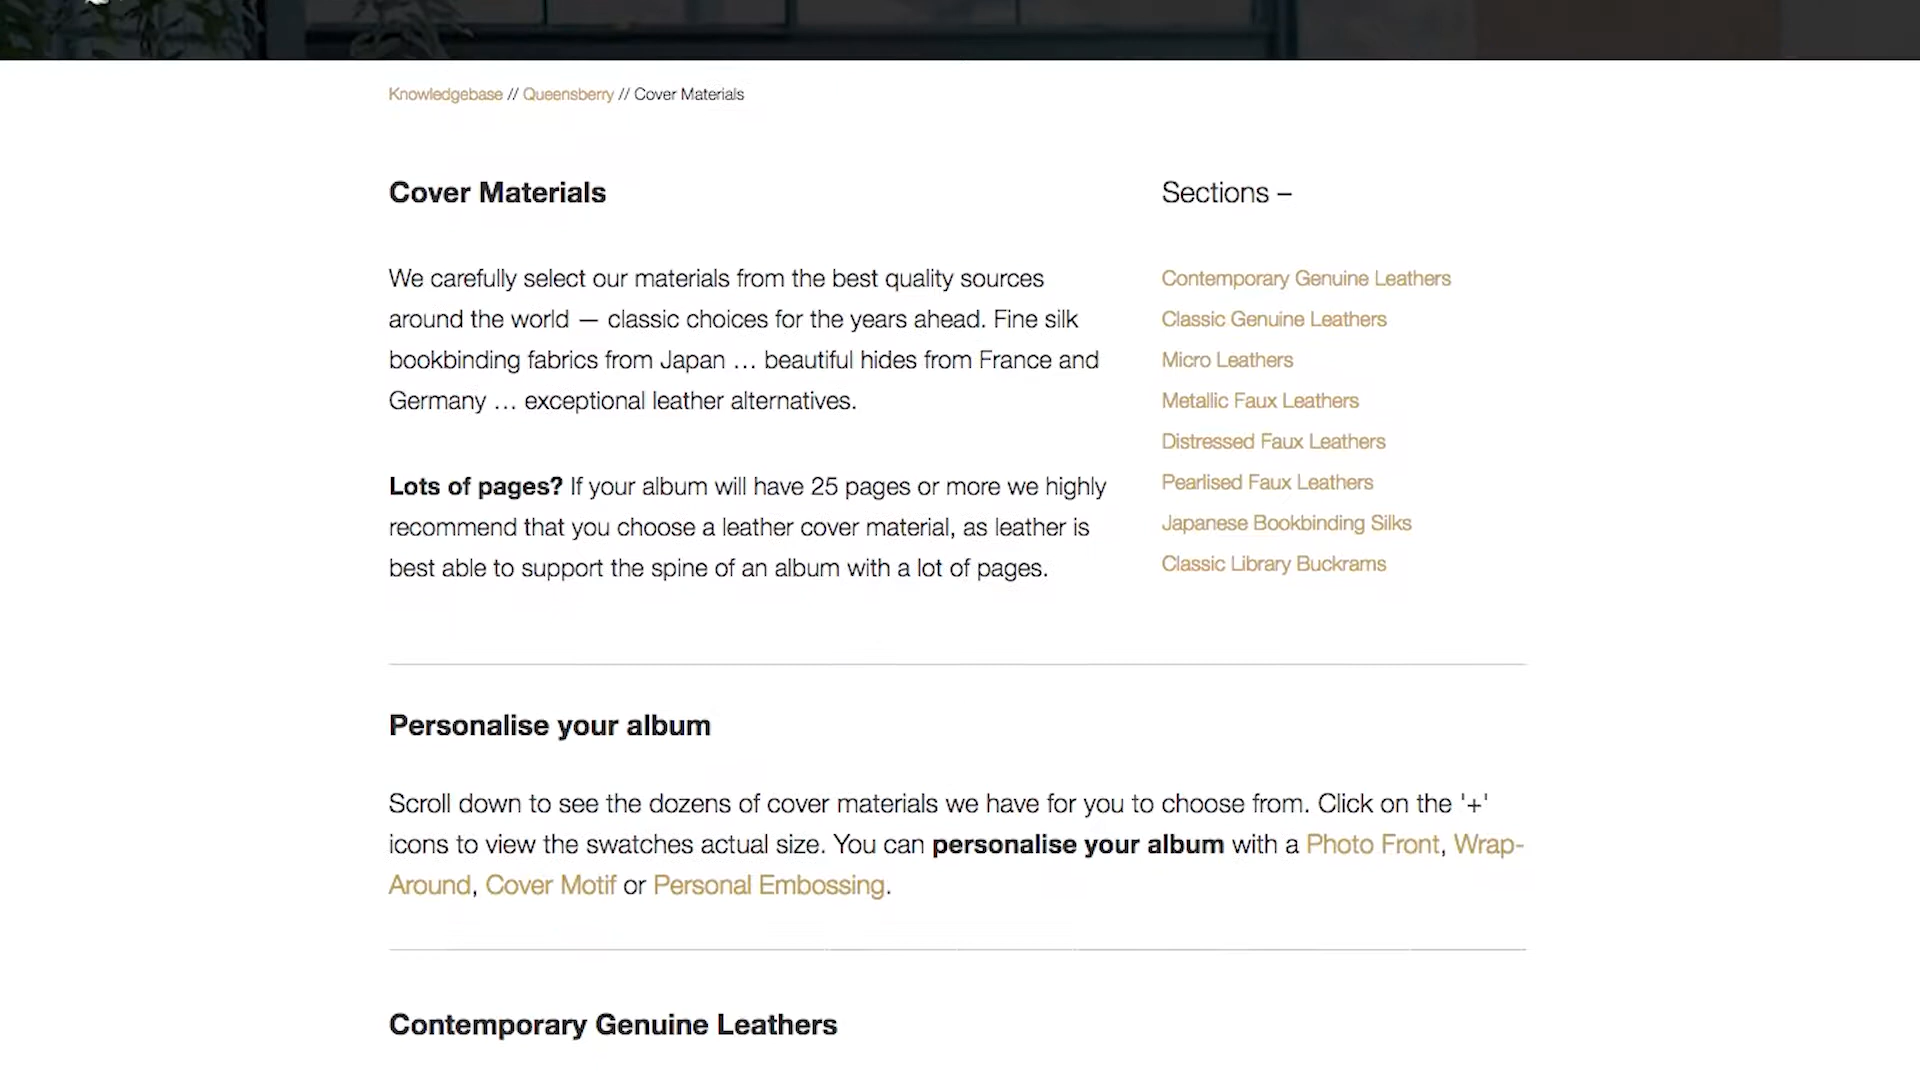 Knowledgebase // Queensberry // Cover Materials
Cover Materials
We carefully select our materials from the best quality sources
around the world — classic choices for the years ahead. Fine silk
bookbinding fabrics from Japan … beautiful hides from France and
Germany … exceptional leather alternatives.
Lots of pages? If your album will have 25 pages or more we highly
recommend that you choose a leather cover material, as leather is
best able to support the spine of an album with a lot of pages.
Sections –
Contemporary Genuine Leathers
Classic Genuine Leathers
Micro Leathers
Metallic Faux Leathers
Distressed Faux Leathers
Pearlised Faux Leathers
Japanese Bookbinding Silks
Classic Library Buckrams
Personalise your album
Scroll down to see the dozens of cover materials we have for you to choose from. Click on the '+'
icons to view the swatches actual size. You can personalise your album with a Photo Front, Wrap-
Around, Cover Motif or Personal Embossing.
Contemporary Genuine Leathers